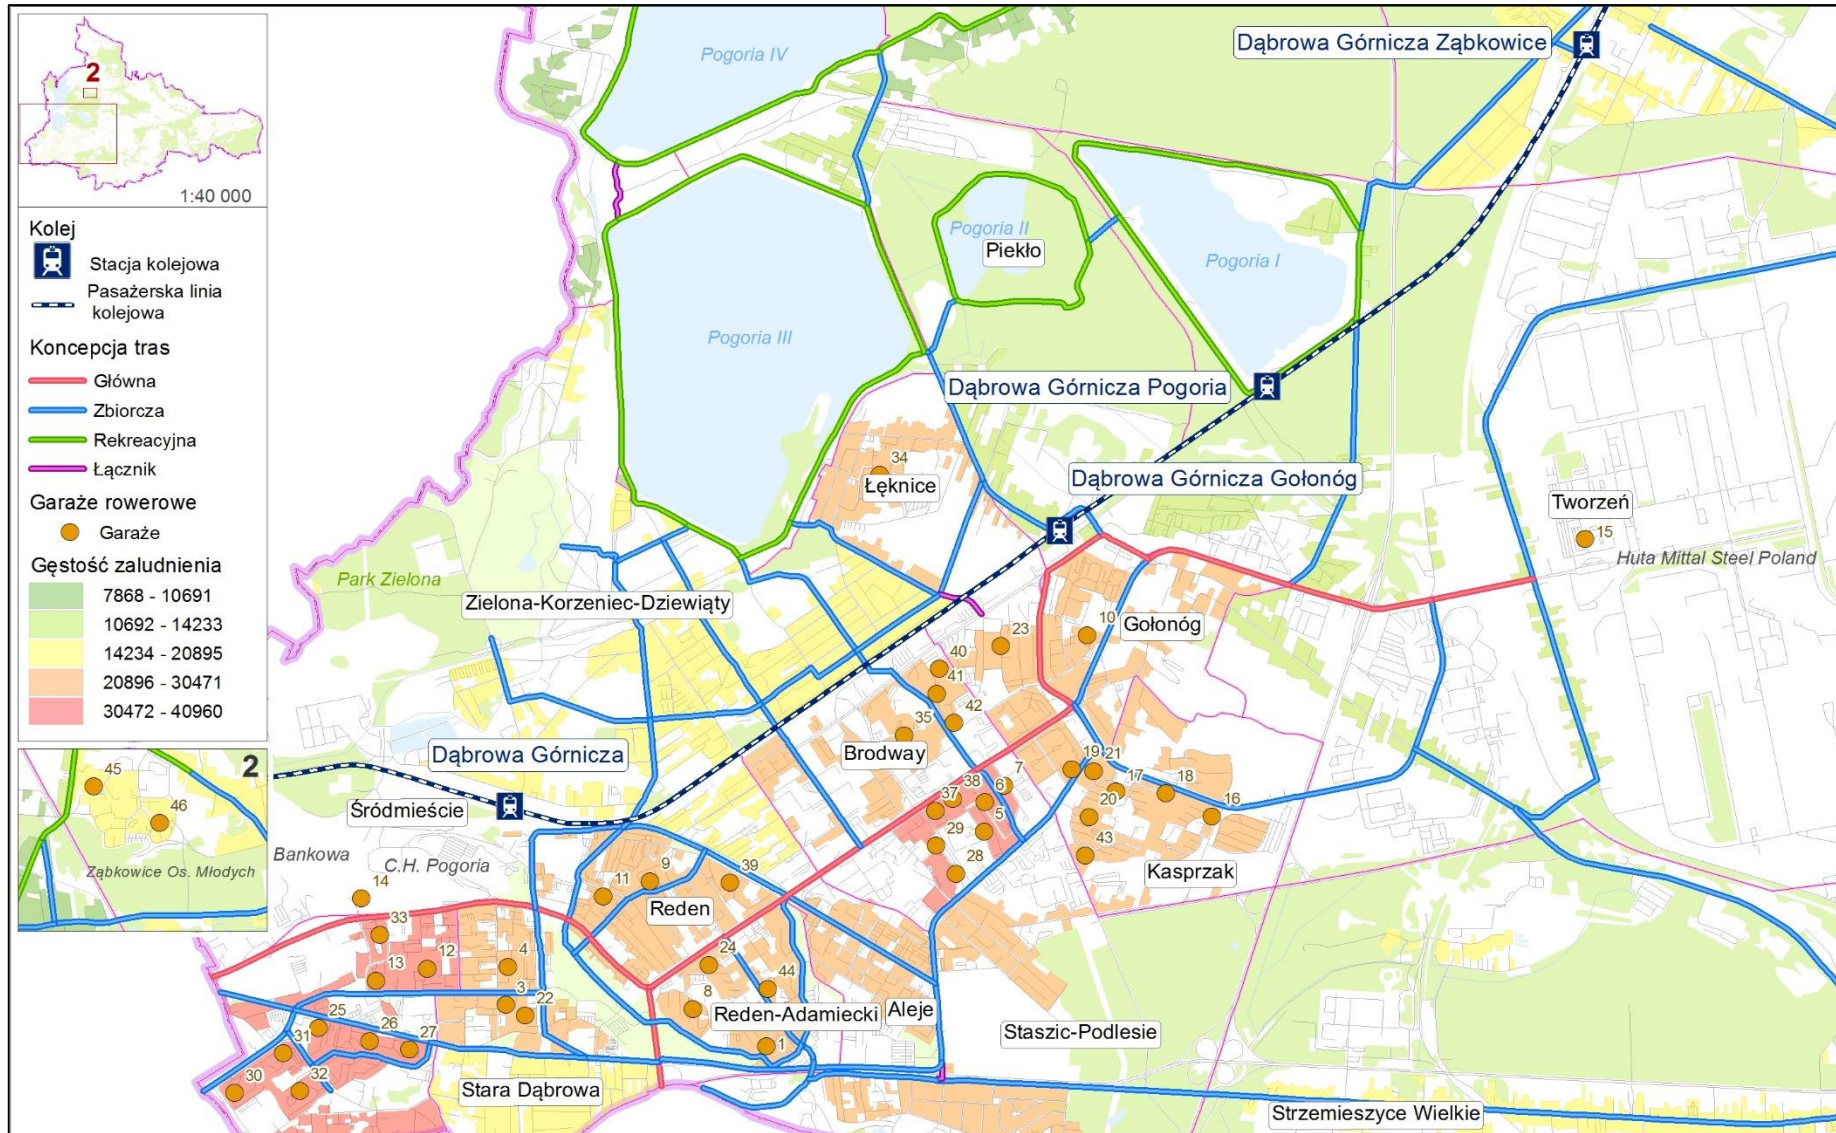 2
1:40 000
Kolej
Stacja kolejowa
Pasażerska linia
kolejowa
Koncepcja tras
Główna
Zbiorcza
Rekreacyjna
Łącznik
Garaże rowerowe
Garaże
Gęstość zaludnienia
7868 - 10691
10692 - 14233
14234 - 20895
20896 - 30471
30472 - 40960
2
45
46
Ząbkowice Os. Młodych
Pogoria IV
Dąbrowa Górnicza Ząbkowice
Pogoria II
Piekło
Pogoria I
Pogoria III
Dąbrowa Górnicza Pogoria
34
Łęknice
Dąbrowa Górnicza Gołonóg
Tworzeń
15
Huta Mittal Steel Poland
Park Zielona
Zielona-Korzeniec-Dziewiąty
23
10
Gołonóg
40
41
42
35
Brodway
Dąbrowa Górnicza
Śródmieście
19
21
17
18
16
20
43
Kasprzak
7
38
6
37
5
29
28
Bankowa
C.H. Pogoria
14
9
11
39
Reden
33
12
13
4
3
22
24
44
8
Reden-Adamiecki
Aleje
1
Staszic-Podlesie
25
31
26
27
30
32
Stara Dąbrowa
Strzemieszyce Wielkie